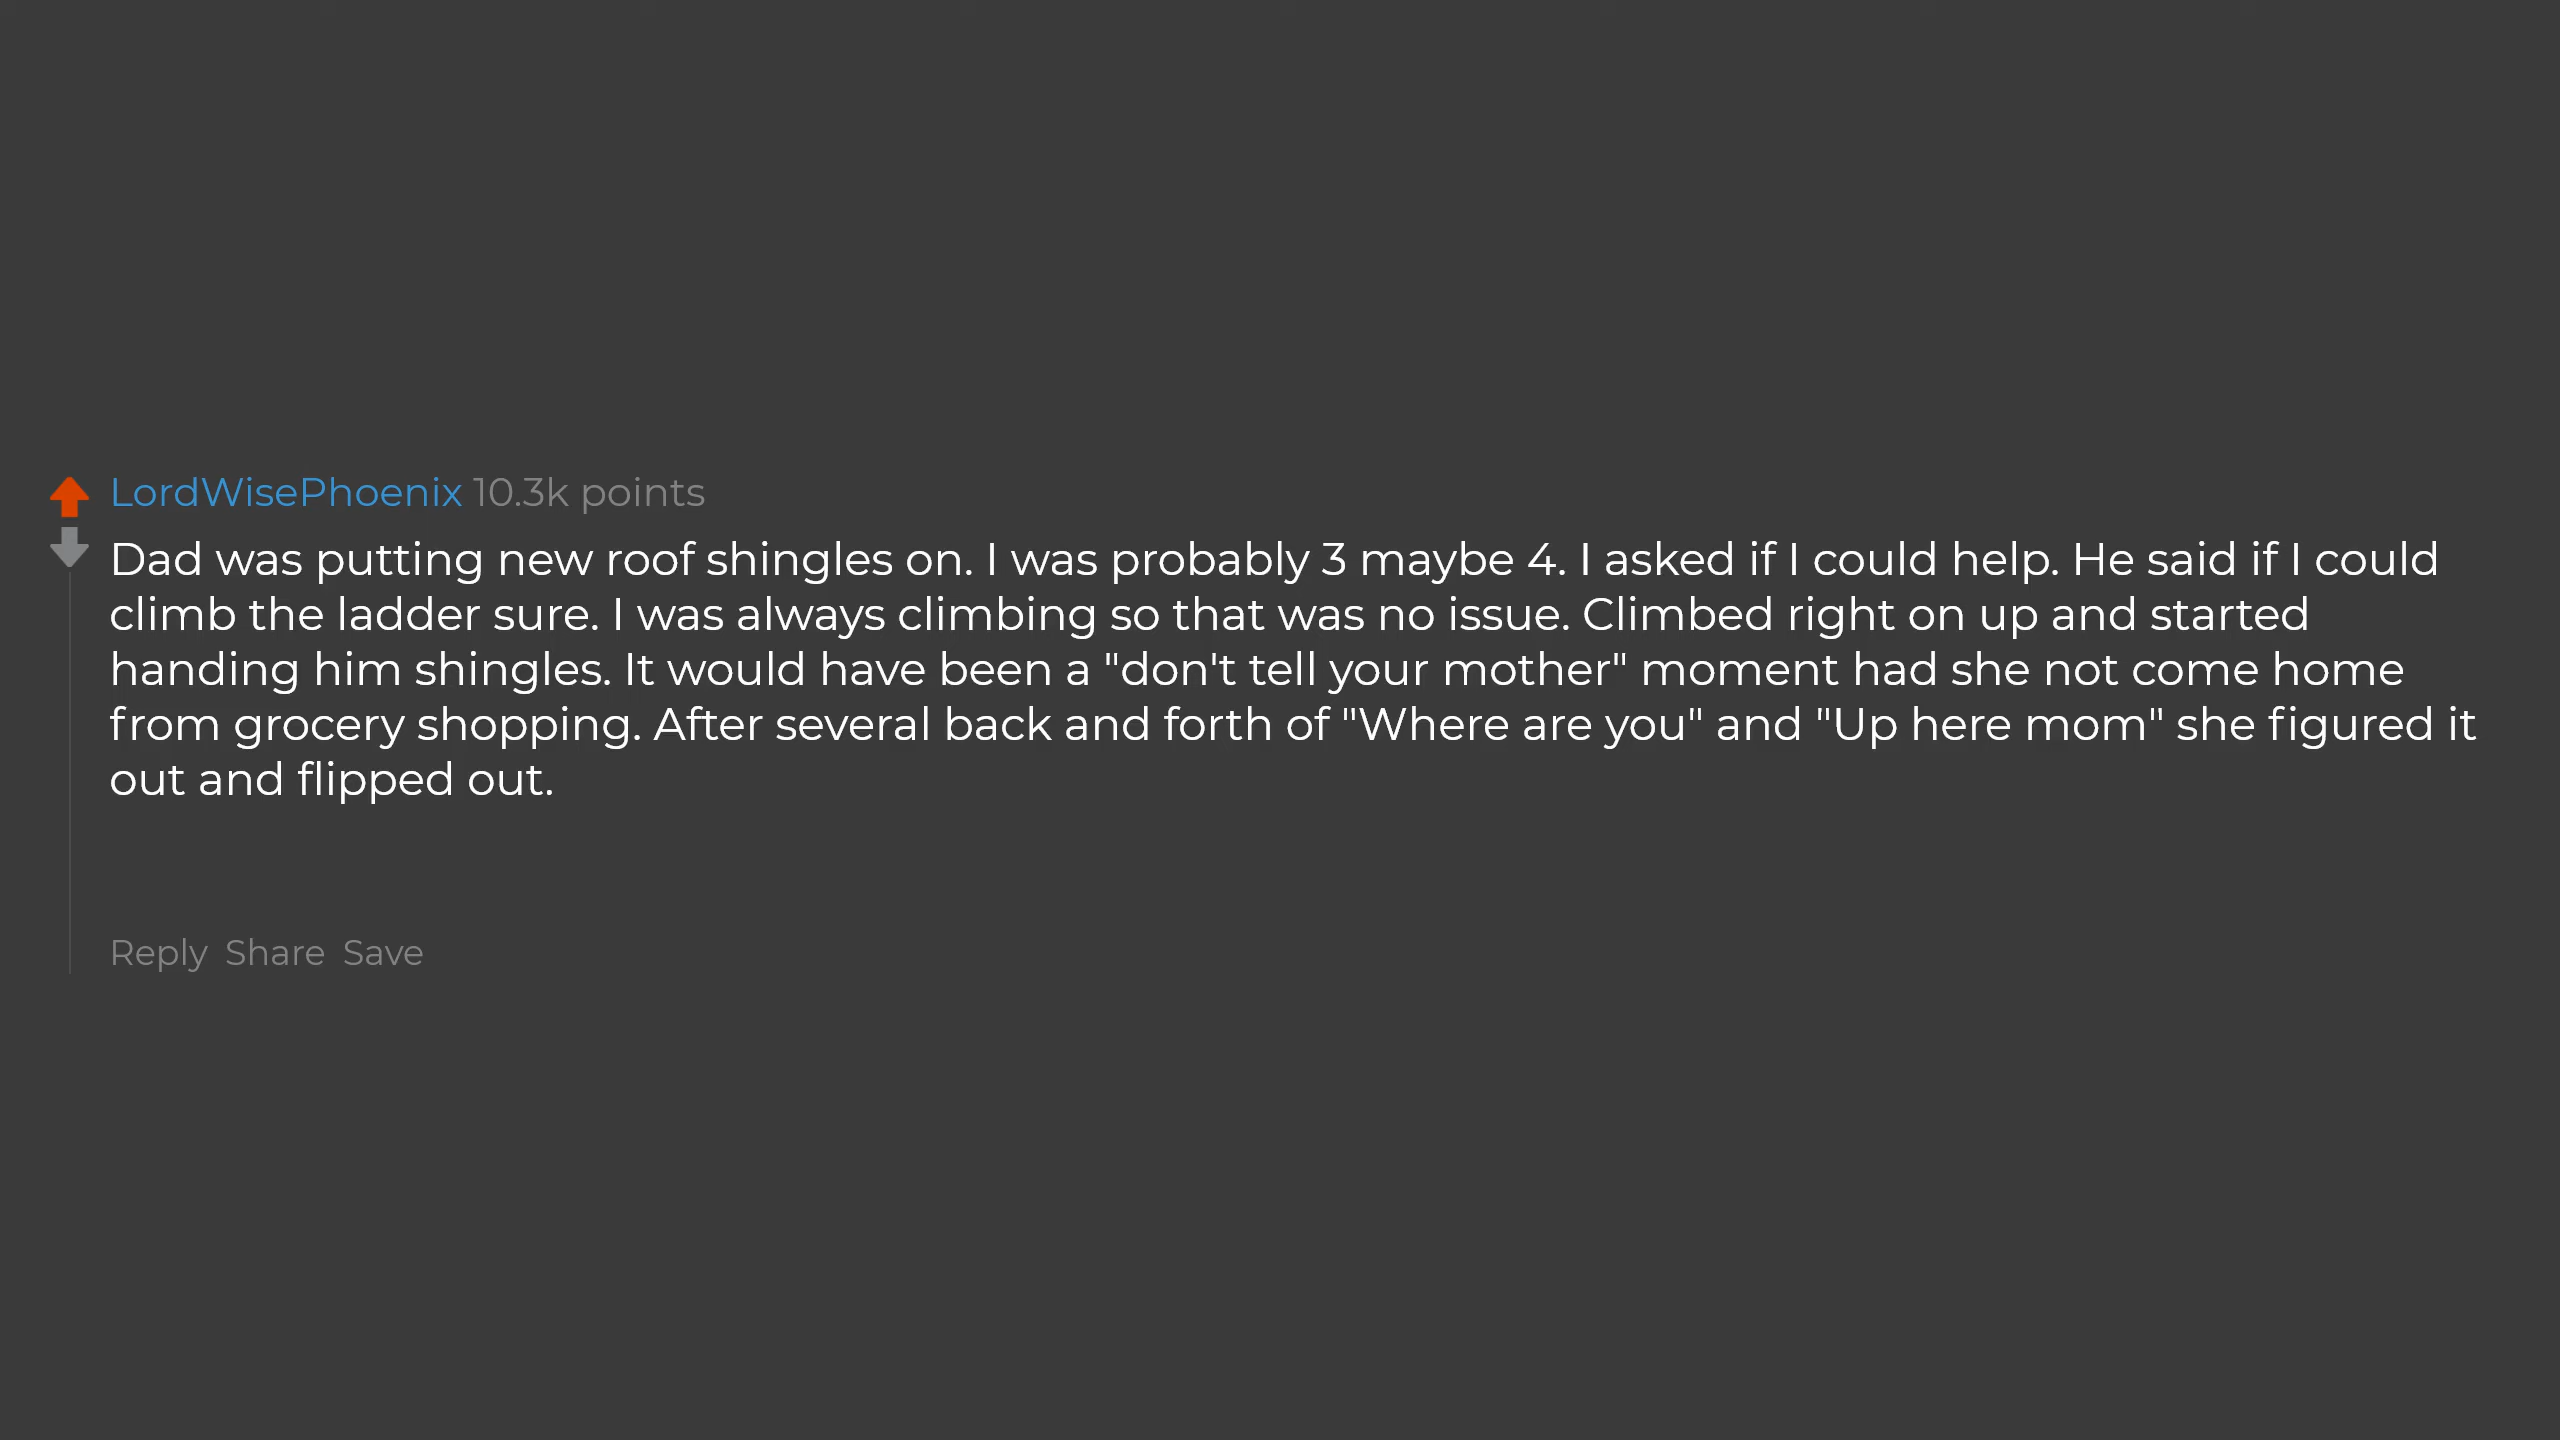 LordWisePhoenix 10.3k points
Dad was putting new roof shingles on. I was probably 3 maybe 4. I asked if I could help. He said if I could
climb the ladder sure. I was always climbing so that was no issue. Climbed right on up and started
handing him shingles. It would have been a "don't tell your mother" moment had she not come home
from grocery shopping. After several back and forth of "Where are you" and "Up here mom" she figured it
out and flipped out.
Reply Share Save